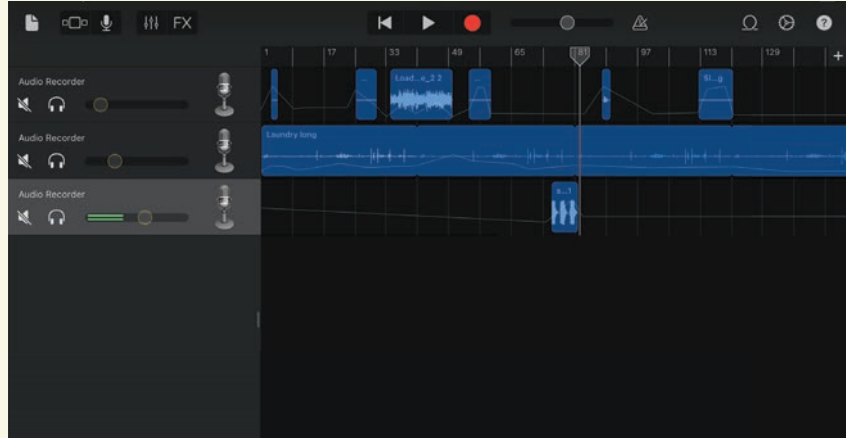 FX
1 17 33 49 65 81 97 113 129 +
Audio Recorder
... Load...e_2 2 ... Sl...g
Audio Recorder
Laundry long
Audio Recorder
s...1
?